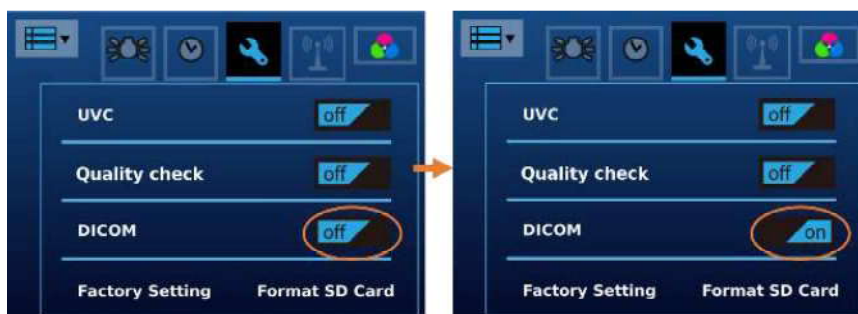 UVC off
Quality check off
DICOM off
Factory Setting Format SD Card
UVC off
Quality check off
DICOM on
Factory Setting Format SD Card